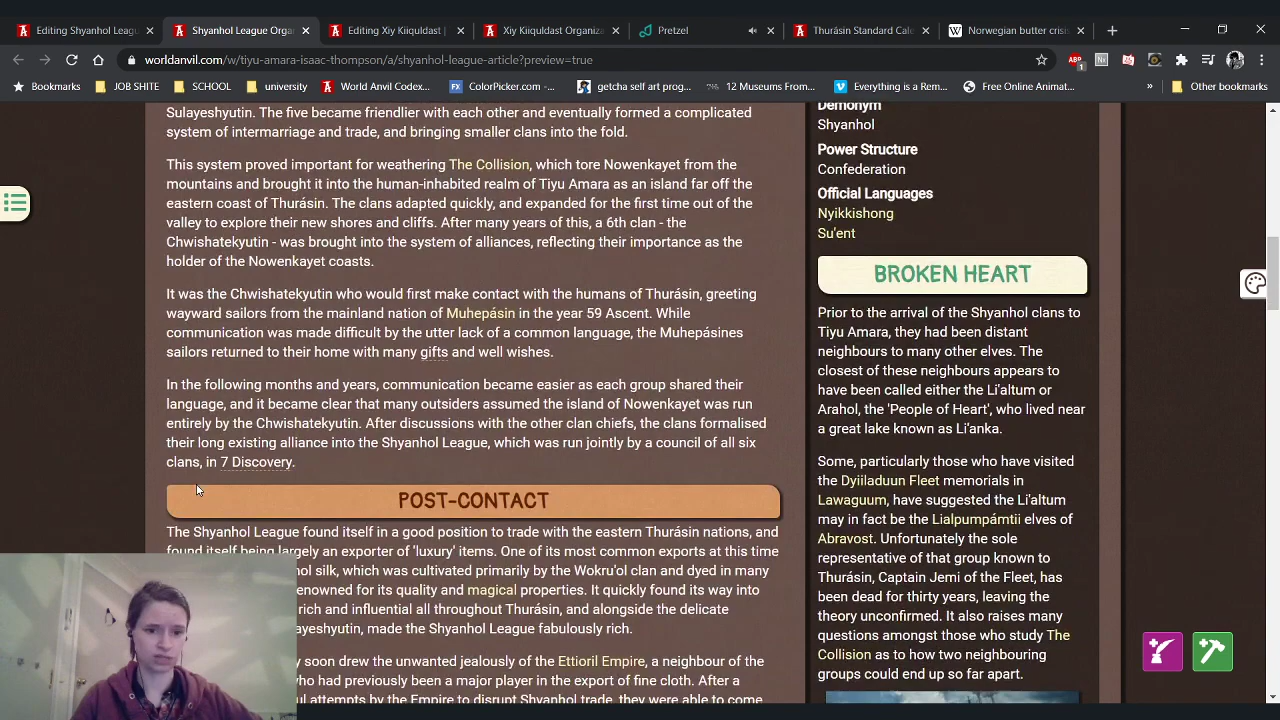 Editing Shyanhol Leagu
Shyanhol League Orga
Editing Xiy Kiiquldast |
Xiy Kiiquldast Organiza
Pretzel
Thurásin Standard Cale
Norwegian butter crisis
worldanvil.com/w/tiyu-amara-isaac-thompson/a/shyanhol-league-article?preview=true
Bookmarks
JOB SHITE
SCHOOL
university
World Anvil Codex...
ColorPicker.com -...
getcha self art prog...
12 Museums From...
Everything is a Rem...
Free Online Animat...
»
Other bookmarks
Sulayeshyutin. The five became friendlier with each other and eventually formed a complicated
system of intermarriage and trade, and bringing smaller clans into the fold.
This system proved important for weathering The Collision, which tore Nowenkayet from the
mountains and brought it into the human-inhabited realm of Tiyu Amara as an island far off the
eastern coast of Thurásin. The clans adapted quickly, and expanded for the first time out of the
valley to explore their new shores and cliffs. After many years of this, a 6th clan - the
Chwishatekyutin - was brought into the system of alliances, reflecting their importance as the
holder of the Nowenkayet coasts.
It was the Chwishatekyutin who would first make contact with the humans of Thurásin, greeting
wayward sailors from the mainland nation of Muhepásin in the year 59 Ascent. While
communication was made difficult by the utter lack of a common language, the Muhepásines
sailors returned to their home with many gifts and well wishes.
In the following months and years, communication became easier as each group shared their
language, and it became clear that many outsiders assumed the island of Nowenkayet was run
entirely by the Chwishatekyutin. After discussions with the other clan chiefs, the clans formalised
their long existing alliance into the Shyanhol League, which was run jointly by a council of all six
clans, in 7 Discovery.
POST-CONTACT
The Shyanhol League found itself in a good position to trade with the eastern Thurásin nations, and
found itself being largely an exporter of 'luxury' items. One of its most common exports at this time
ol silk, which was cultivated primarily by the Wokru'ol clan and dyed in many
enowned for its quality and magical properties. It quickly found its way into
rich and influential all throughout Thurásin, and alongside the delicate
ayeshyutin, made the Shyanhol League fabulously rich.
y soon drew the unwanted jealously of the Ettioril Empire, a neighbour of the
who had previously been a major player in the export of fine cloth. After a
ul attempts by the Empire to disrupt Shyanhol trade, they were able to come
Demonym
Shyanhol
Power Structure
Confederation
Official Languages
Nyikkishong
Su'ent
BROKEN HEART
Prior to the arrival of the Shyanhol clans to
Tiyu Amara, they had been distant
neighbours to many other elves. The
closest of these neighbours appears to
have been called either the Li'altum or
Arahol, the 'People of Heart', who lived near
a great lake known as Li'anka.
Some, particularly those who have visited
the Dyiiladuun Fleet memorials in
Lawaguum, have suggested the Li'altum
may in fact be the Lialpumpámtii elves of
Abravost. Unfortunately the sole
representative of that group known to
Thurásin, Captain Jemi of the Fleet, has
been dead for thirty years, leaving the
theory unconfirmed. It also raises many
questions amongst those who study The
Collision as to how two neighbouring
groups could end up so far apart.